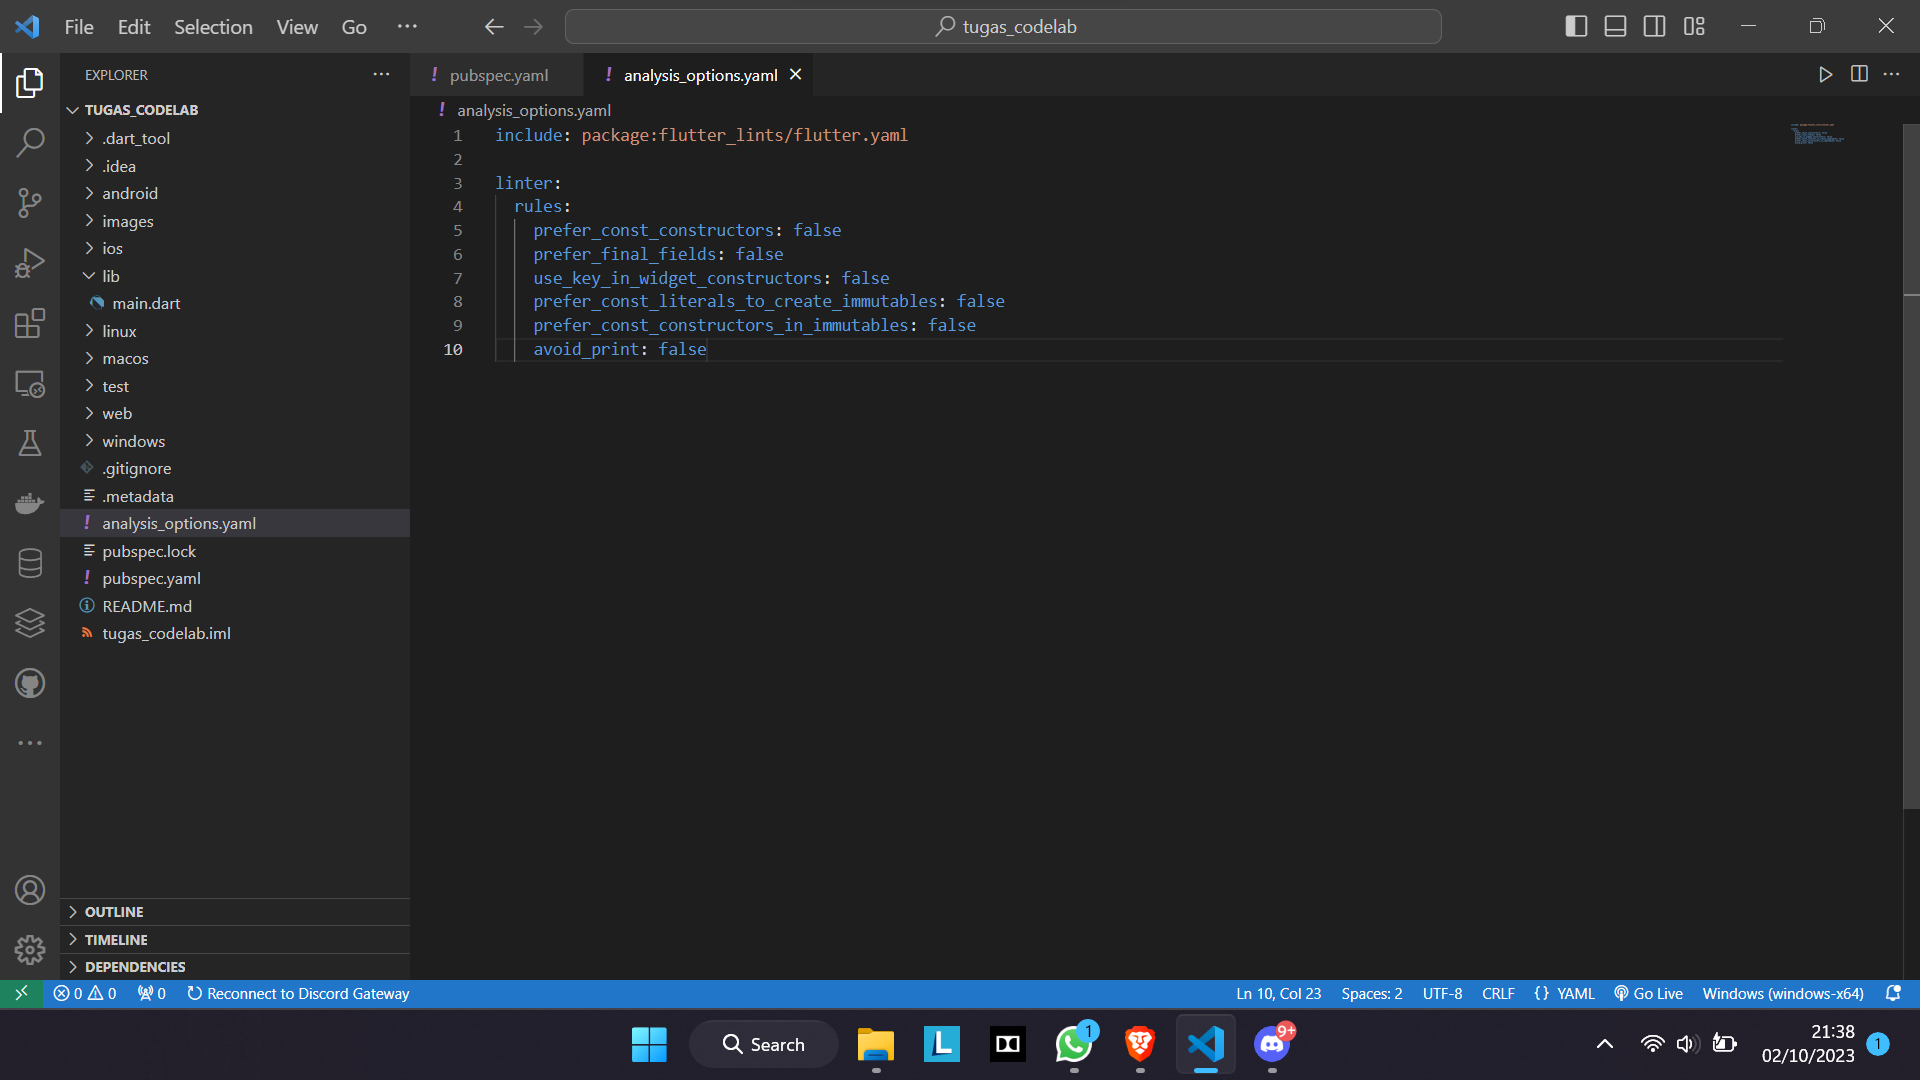 File Edit Selection View Go
tugas_codelab
EXPLORER
TUGAS_CODELAB
.dart_tool
.idea
android
images
ios
lib
main.dart
linux
macos
test
web
windows
.gitignore
.metadata
analysis_options.yaml
pubspec.lock
pubspec.yaml
README.md
tugas_codelab.iml
OUTLINE
TIMELINE
DEPENDENCIES
! pubspec.yaml ! analysis_options.yaml
! analysis_options.yaml
1 include: package:flutter_lints/flutter.yaml
2
3 linter:
4 rules:
5 prefer_const_constructors: false
6 prefer_final_fields: false
7 use_key_in_widget_constructors: false
8 prefer_const_literals_to_create_immutables: false
9 prefer_const_constructors_in_immutables: false
10 avoid_print: false
0 0 0 Reconnect to Discord Gateway Ln 10, Col 23 Spaces: 2 UTF-8 CRLF {} YAML Go Live Windows (windows-x64)
Search
L
1
9+
21:38
02/10/2023
1